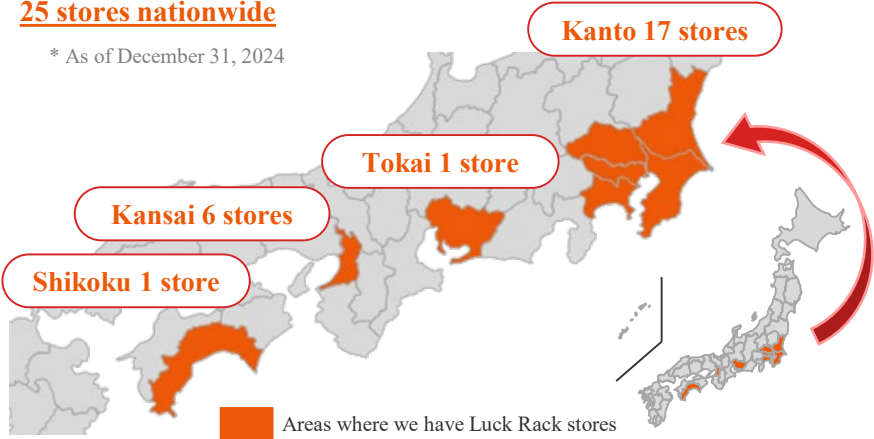 25 stores nationwide
* As of December 31, 2024
Kanto 17 stores
Tokai 1 store
Kansai 6 stores
Shikoku 1 store
Areas where we have Luck Rack stores